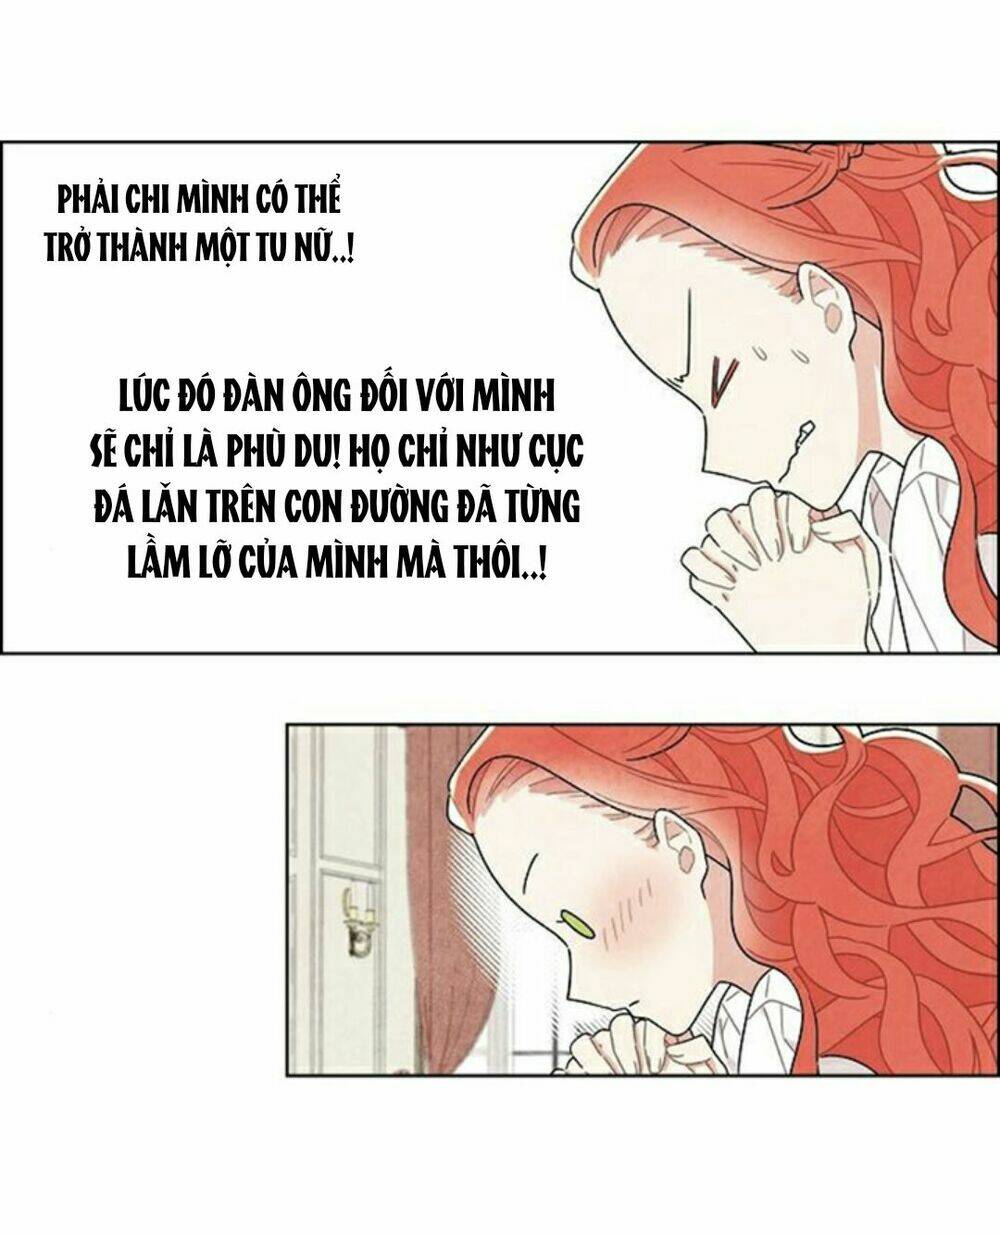 PHẢI CHI MÌNH CÓ THỂ
TRỞ THÀNH MỘT TU NỮ..!
LÚC ĐÓ ĐÀN ÔNG ĐỐI VỚI MÌNH
SẼ CHỈ LÀ PHÙ DU! HỌ CHỈ NHƯ CỤC
ĐÁ LĂN TRÊN CON ĐƯỜNG ĐÃ TỪNG
LẦM LỠ CỦA MÌNH MÀ THÔI..!